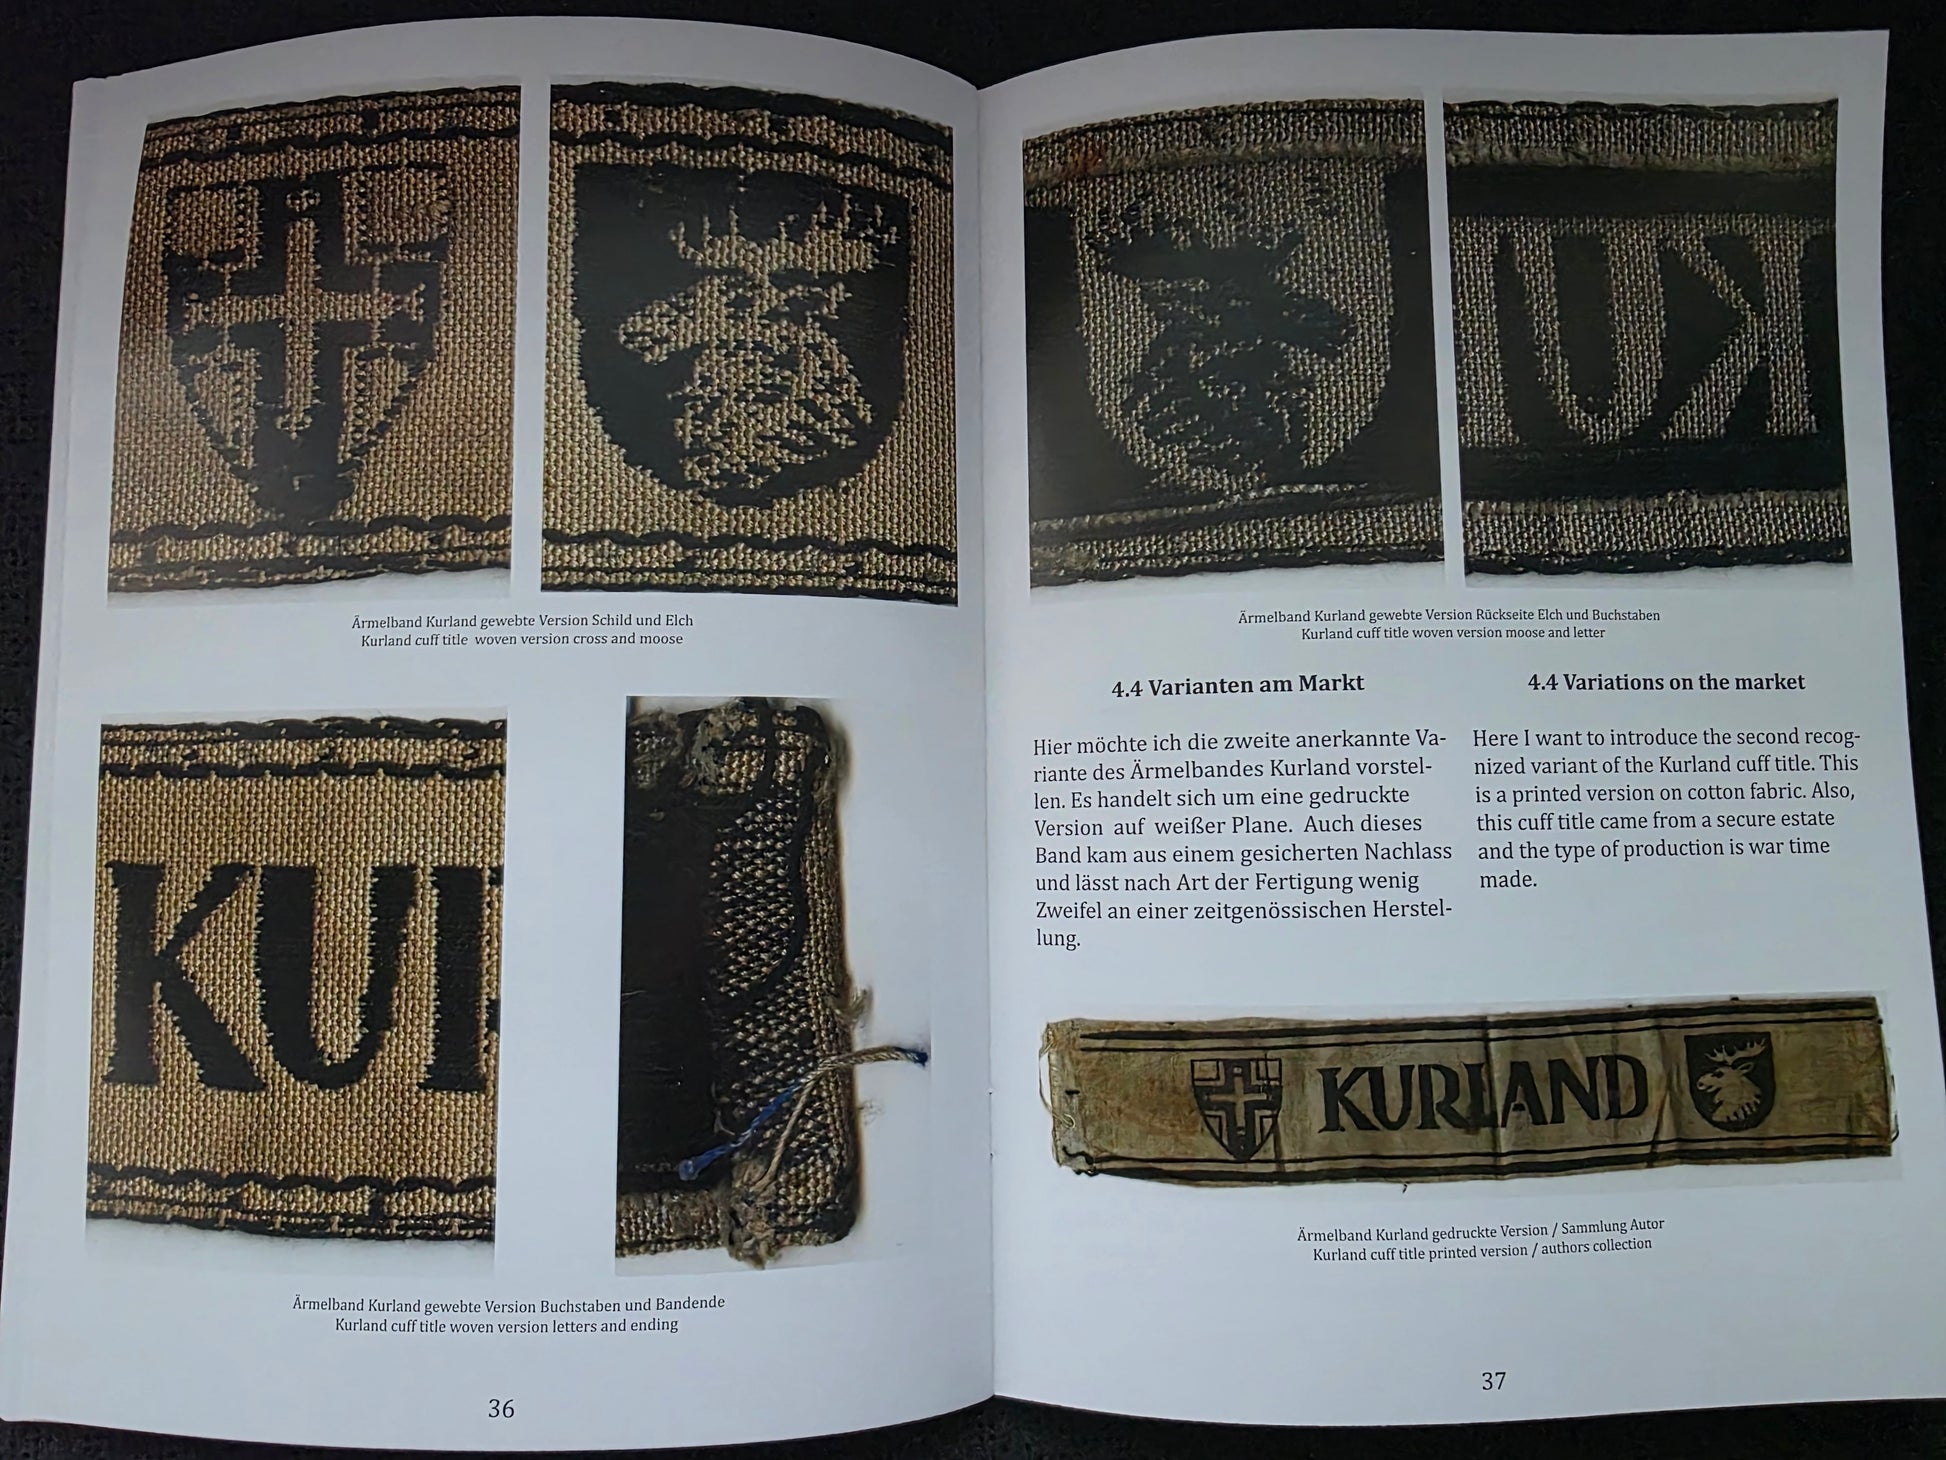 Ärmelband Kurland gewebte Version Schild und Elch
Kurland cuff title woven version cross and moose
KUR
Ärmelband Kurland gewebte Version Buchstaben und Bandende
Kurland cuff title woven version letters and ending
36
KU
Ärmelband Kurland gewebte Version Rückseite Elch und Buchstaben
Kurland cuff title woven version moose and letter
4.4 Varianten am Markt
Hier möchte ich die zweite anerkannte Va-
riante des Ärmelbandes Kurland vorstel-
len. Es handelt sich um eine gedruckte
Version auf weißer Plane. Auch dieses
Band kam aus einem gesicherten Nachlass
und lässt nach Art der Fertigung wenig
Zweifel an einer zeitgenössischen Herstel-
lung.
4.4 Variations on the market
Here I want to introduce the second recog-
nized variant of the Kurland cuff title. This
is a printed version on cotton fabric. Also,
this cuff title came from a secure estate
and the type of production is war time
made.
KURLAND
Ärmelband Kurland gedruckte Version / Sammlung Autor
Kurland cuff title printed version / authors collection
37